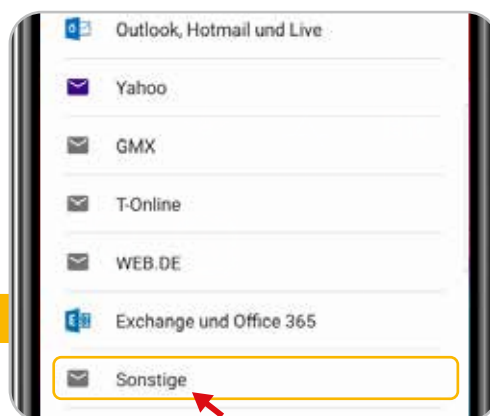 Outlook, Hotmail und Live
Yahoo
GMX
T-Online
WEB.DE
Exchange und Office 365
Sonstige